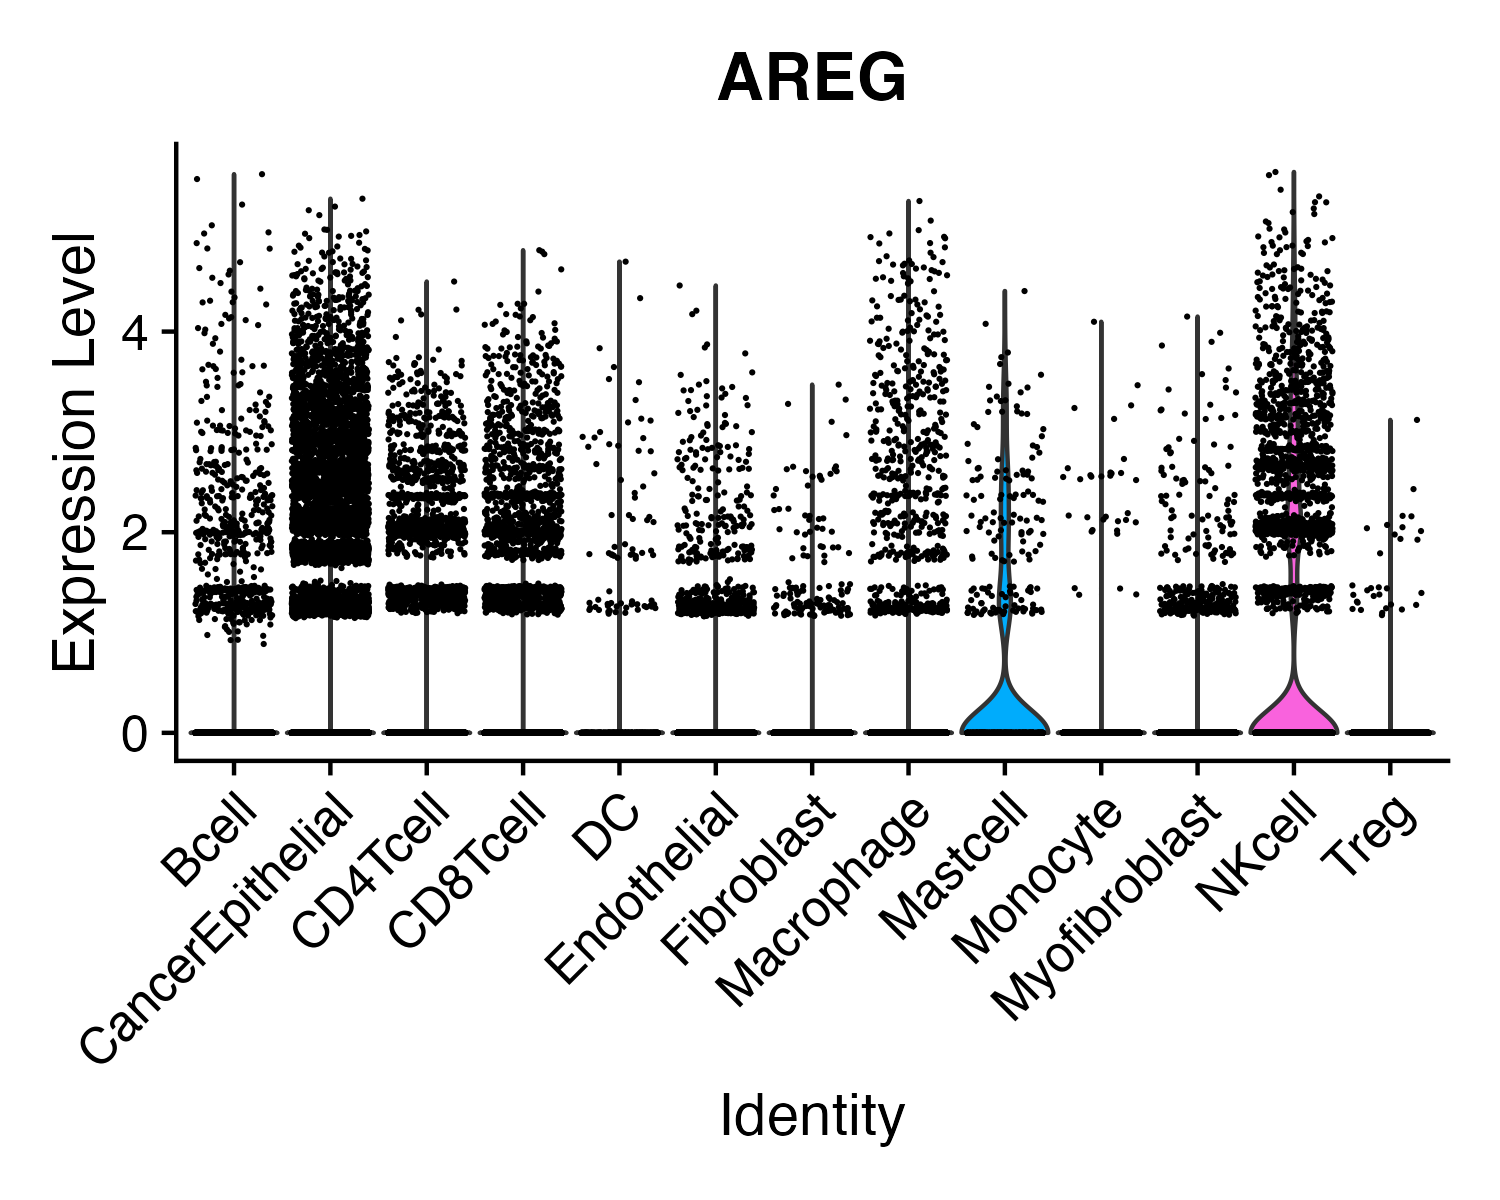 AREG
Expression Level
4
2
0
Bcell
CancerEpithelial
CD4Tcell
CD8Tcell
DC
Endothelial
Fibroblast
Macrophage
Mastcell
Monocyte
Myofibroblast
NKcell
Treg
Identity